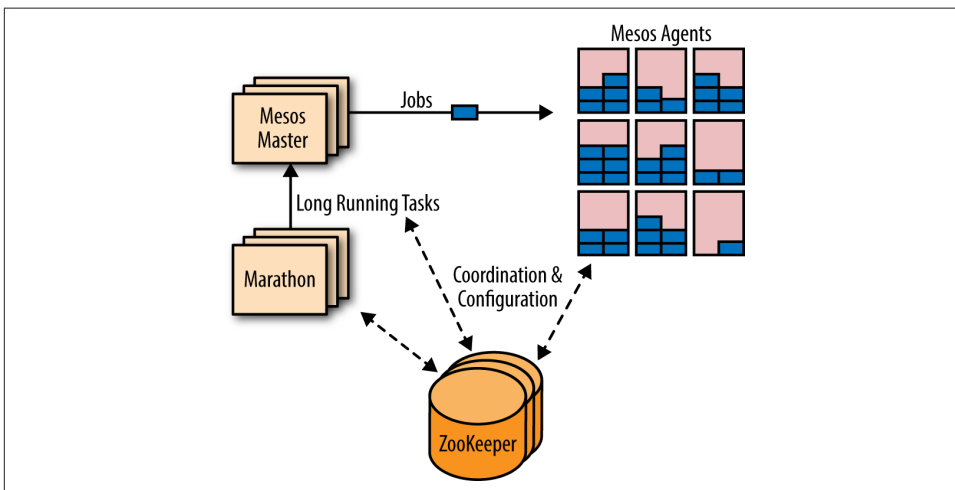 Mesos Agents
Mesos
Master
Jobs
Long Running Tasks
Marathon
Coordination &
Configuration
ZooKeeper